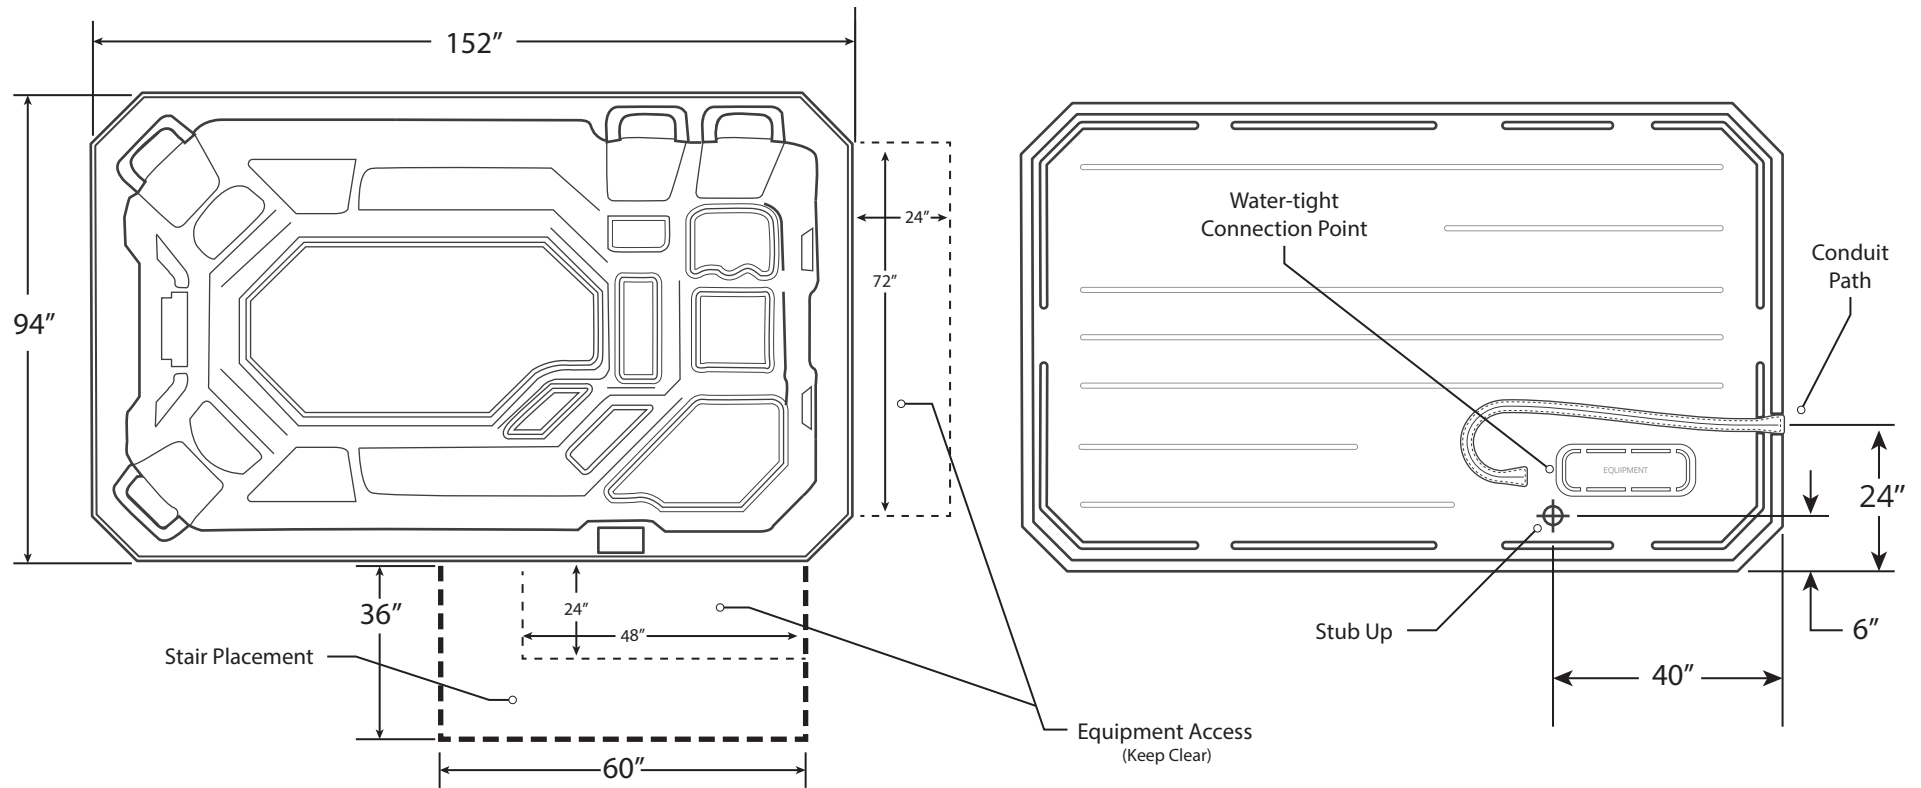 152”
94”
24”
72”
36”
24”
48”
Stair Placement
60”
Equipment Access
(Keep Clear)
Water-tight
Connection Point
Conduit
Path
EQUIPMENT
24”
Stub Up
6”
40”